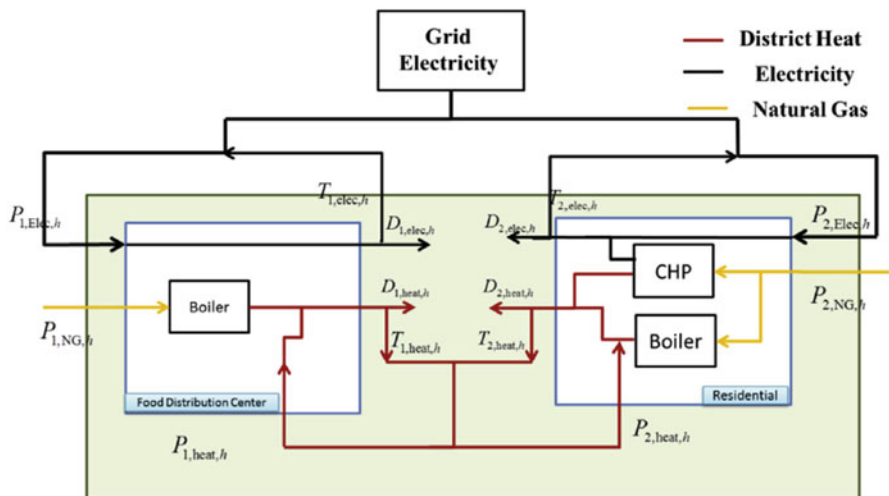 Grid
Electricity
District Heat
Electricity
Natural Gas
T1,elec,h
T2,elec,h
P1,Elec,h
D1,elec,h
D2,elec,h
P2,Elec,h
CHP
Boiler
D1,heat,h
D2,heat,h
P1,NG,h
P2,NG,h
T1,heat,h
T2,heat,h
Boiler
Food Distribution Center
Residential
P1,heat,h
P2,heat,h